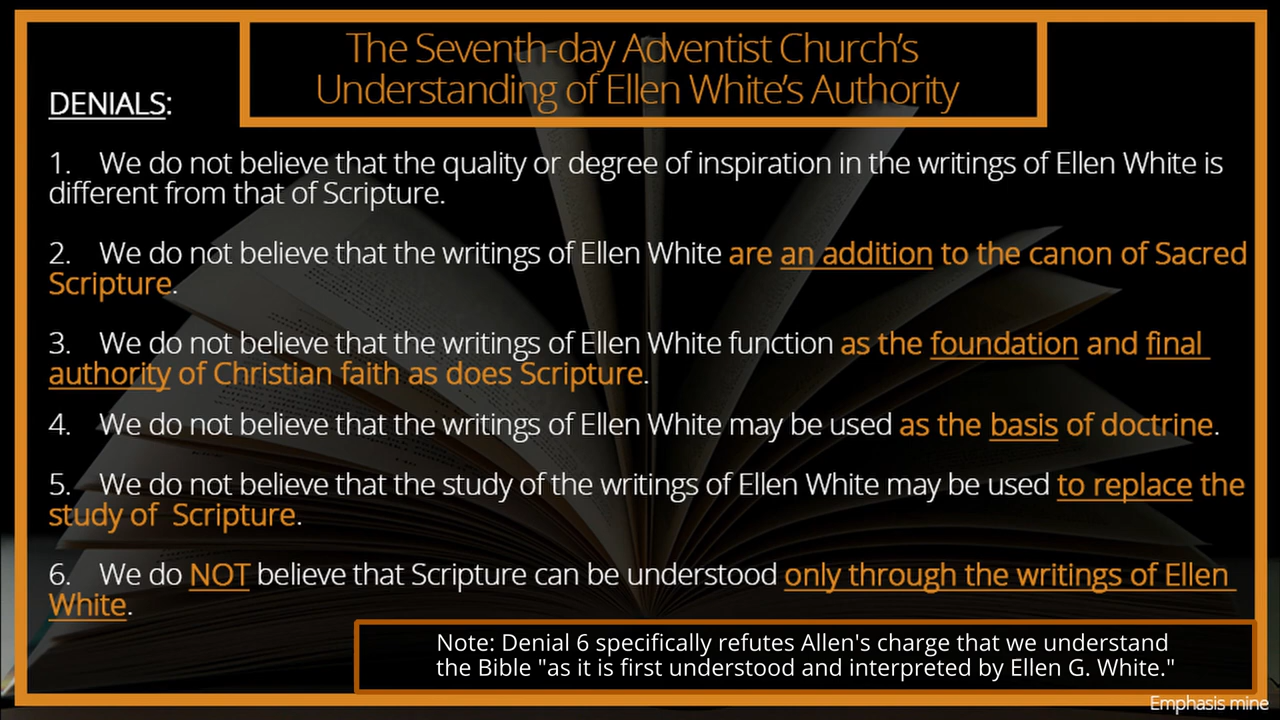 The Seventh-day Adventist Church’s
Understanding of Ellen White’s Authority
DENIALS:
1. We do not believe that the quality or degree of inspiration in the writings of Ellen White is
different from that of Scripture.
2. We do not believe that the writings of Ellen White are an addition to the canon of Sacred
Scripture.
3. We do not believe that the writings of Ellen White function as the foundation and final
authority of Christian faith as does Scripture.
4. We do not believe that the writings of Ellen White may be used as the basis of doctrine.
5. We do not believe that the study of the writings of Ellen White may be used to replace the
study of Scripture.
6. We do NOT believe that Scripture can be understood only through the writings of Ellen
White.
Note: Denial 6 specifically refutes Allen's charge that we understand
the Bible "as it is first understood and interpreted by Ellen G. White."
Emphasis mine